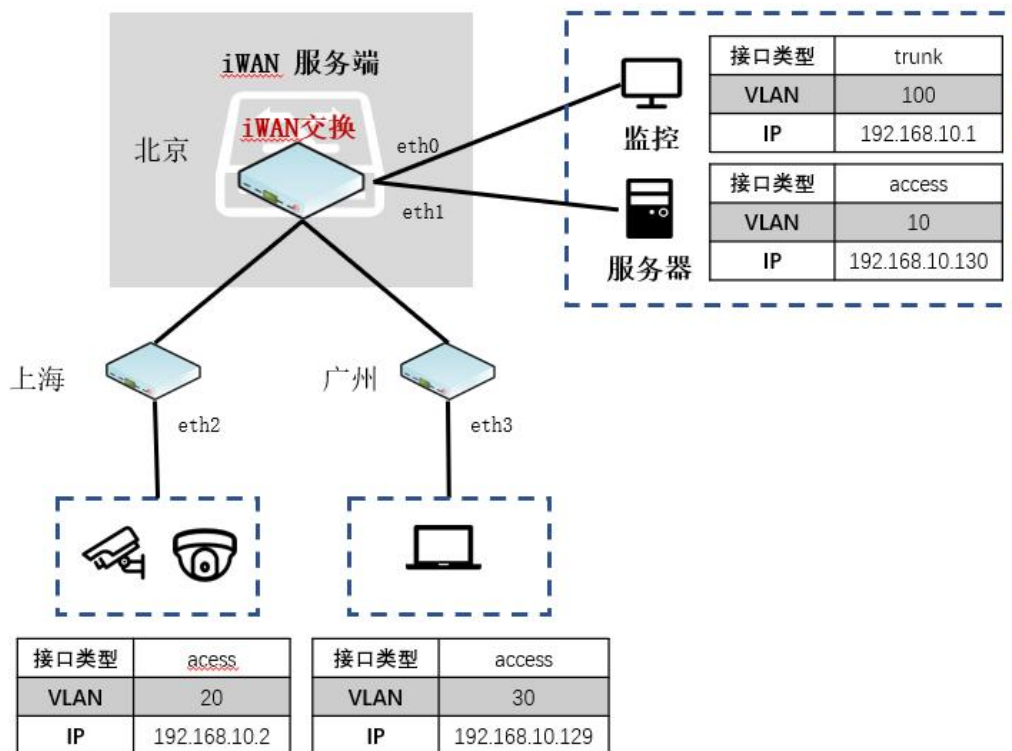 iWAN 服务端
iWAN交换
北京
eth0
eth1
监控
接口类型 trunk
VLAN 100
IP 192.168.10.1
服务器
接口类型 access
VLAN 10
IP 192.168.10.130
上海
eth2
广州
eth3
接口类型 acess
VLAN 20
IP 192.168.10.2
接口类型 access
VLAN 30
IP 192.168.10.129